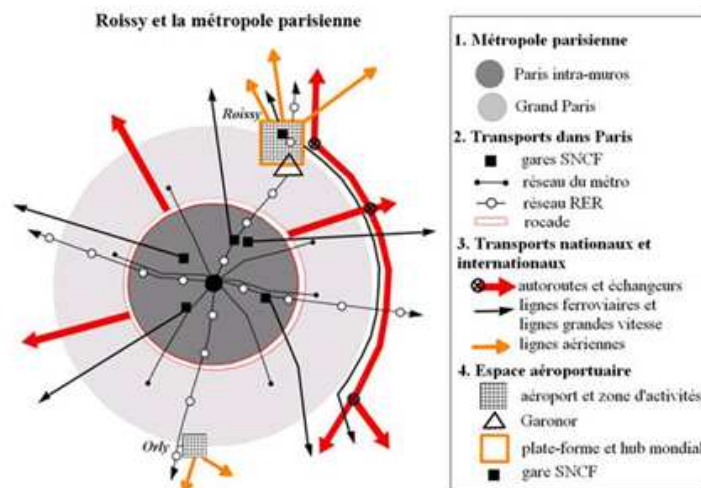 Roissy et la métropole parisienne
Roissy
Orly
1. Métropole parisienne
Paris intra-muros
Grand Paris
2. Transports dans Paris
gares SNCF
réseau du métro
réseau RER
rocade
3. Transports nationaux et
internationaux
autoroutes et échangeurs
lignes ferroviaires et
lignes grandes vitesse
lignes aériennes
4. Espace aéroportuaire
aéroport et zone d'activités
Garonor
plate-forme et hub mondial
gare SNCF